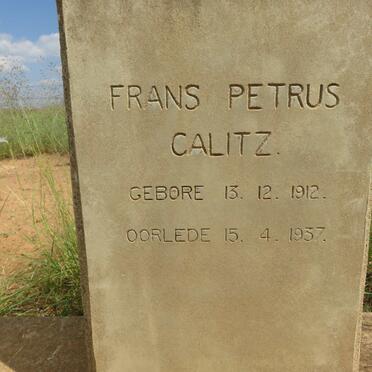 FRANS PETRUS
CALITZ.
GEBORE 13. 12. 1912.
OORLEDE 15. 4. 1937.